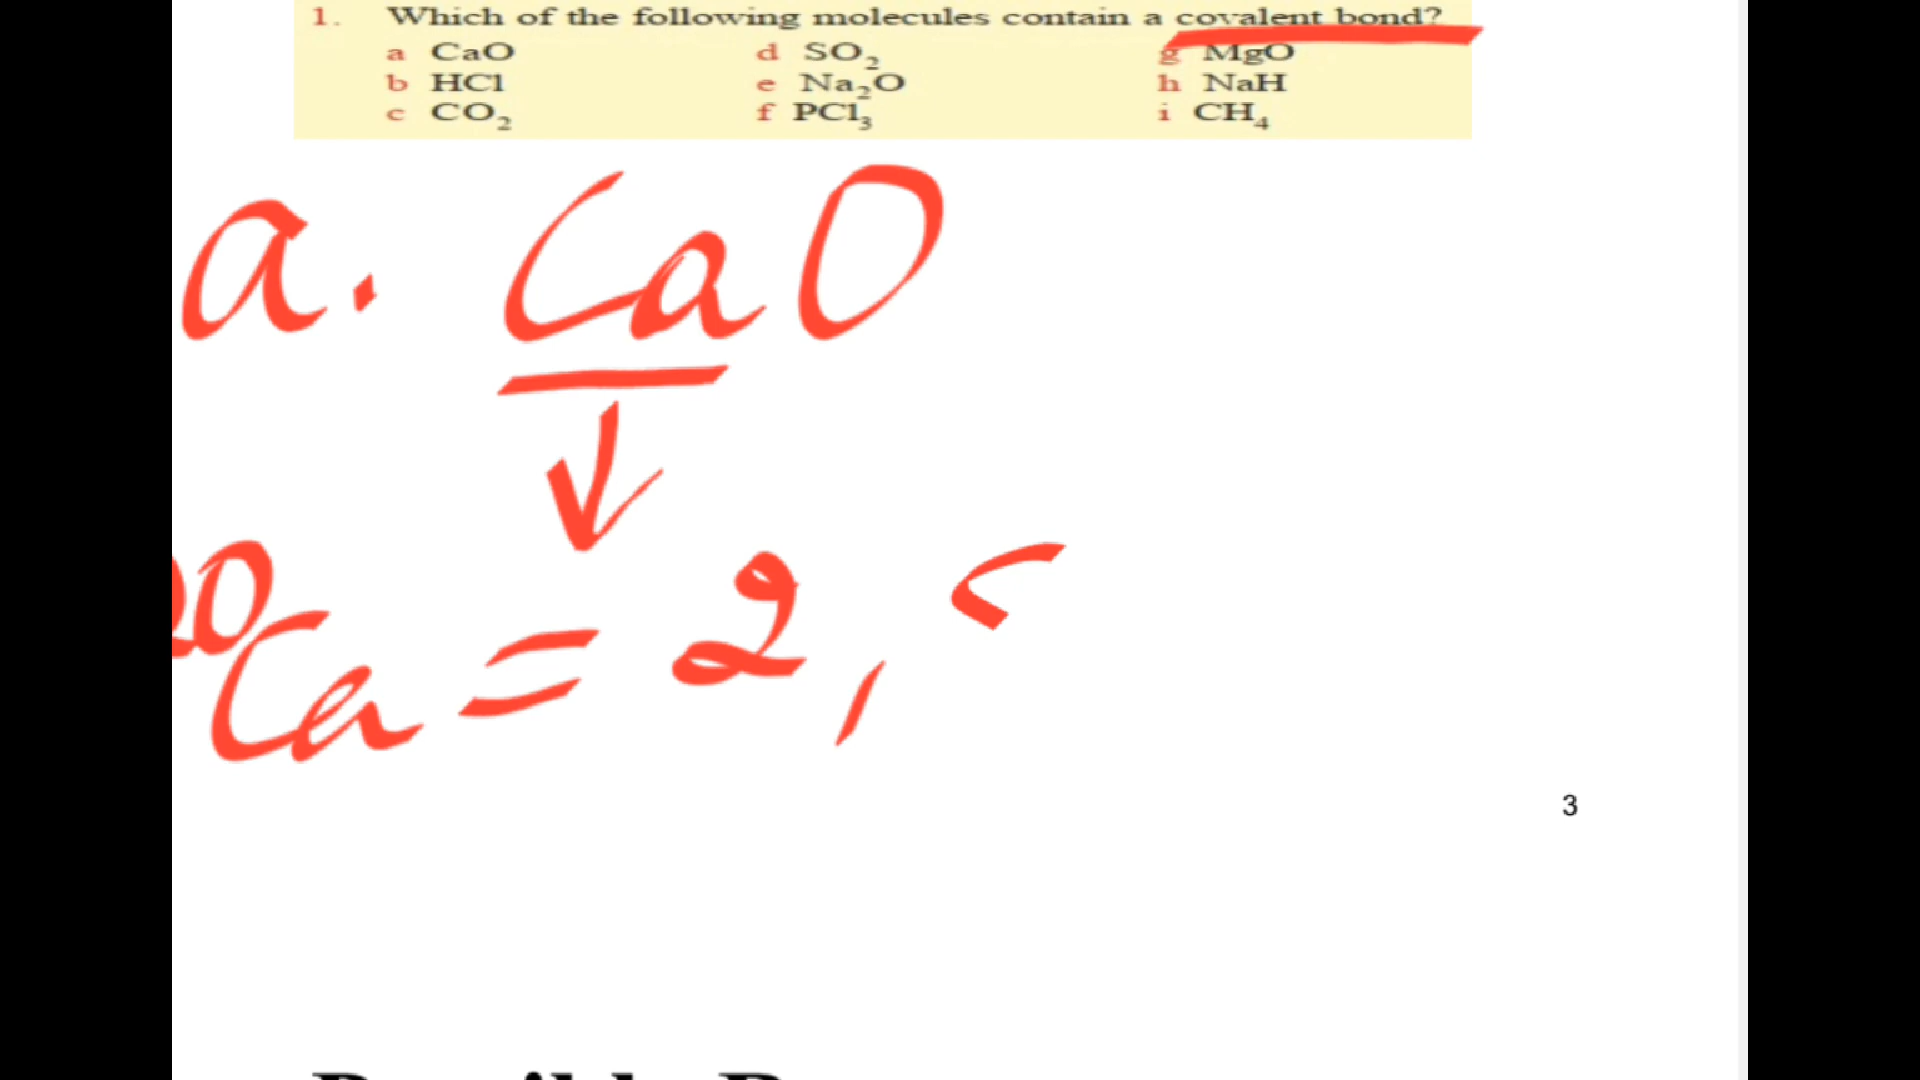 1. Which of the following molecules contain a covalent bond?
a CaO d SO₂ g MgO
b HCl e Na₂O h NaH
c CO₂ f PCl₃ i CH₄
a. CaO
20
Ca = 2,
3